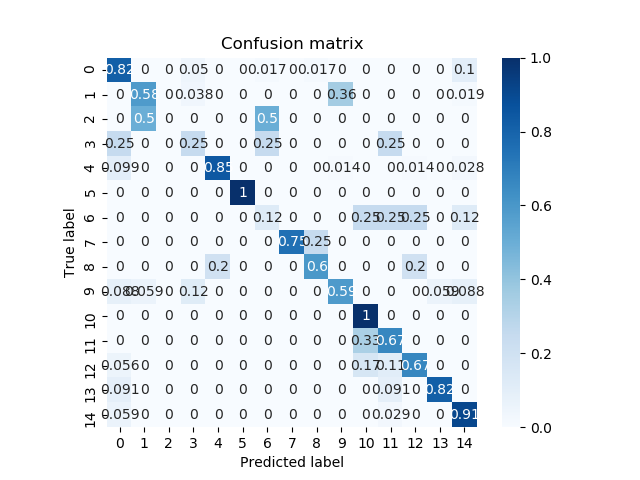 Confusion matrix
0 0.82 0 0 0.05 0 0 0.017 0 0.017 0 0 0 0 0 0.1
1 0 0.58 0 0.038 0 0 0 0 0 0.36 0 0 0 0 0.019
2 0 0.5 0 0 0 0 0.5 0 0 0 0 0 0 0 0
3 0.25 0 0 0.25 0 0 0.25 0 0 0 0 0.25 0 0 0
4 0.099 0 0 0 0.85 0 0 0 0 0.014 0 0 0.014 0 0.028
5 0 0 0 0 0 1 0 0 0 0 0 0 0 0 0
6 0 0 0 0 0 0 0.12 0 0 0 0.25 0.25 0.25 0 0.12
7 0 0 0 0 0 0 0 0.75 0.25 0 0 0 0 0 0
8 0 0 0 0 0.2 0 0 0 0.6 0 0 0 0.2 0 0
9 0.088 0.059 0 0.12 0 0 0 0 0 0.59 0 0 0 0.059 0.088
10 0 0 0 0 0 0 0 0 0 0 1 0 0 0 0
11 0 0 0 0 0 0 0 0 0 0 0.33 0.67 0 0 0
12 0.056 0 0 0 0 0 0 0 0 0 0.17 0.11 0.67 0 0
13 0.091 0 0 0 0 0 0 0 0 0 0 0.091 0 0.82 0
14 0.059 0 0 0 0 0 0 0 0 0 0 0.029 0 0 0.91
0 1 2 3 4 5 6 7 8 9 10 11 12 13 14
Predicted label
True label
1.0
0.8
0.6
0.4
0.2
0.0